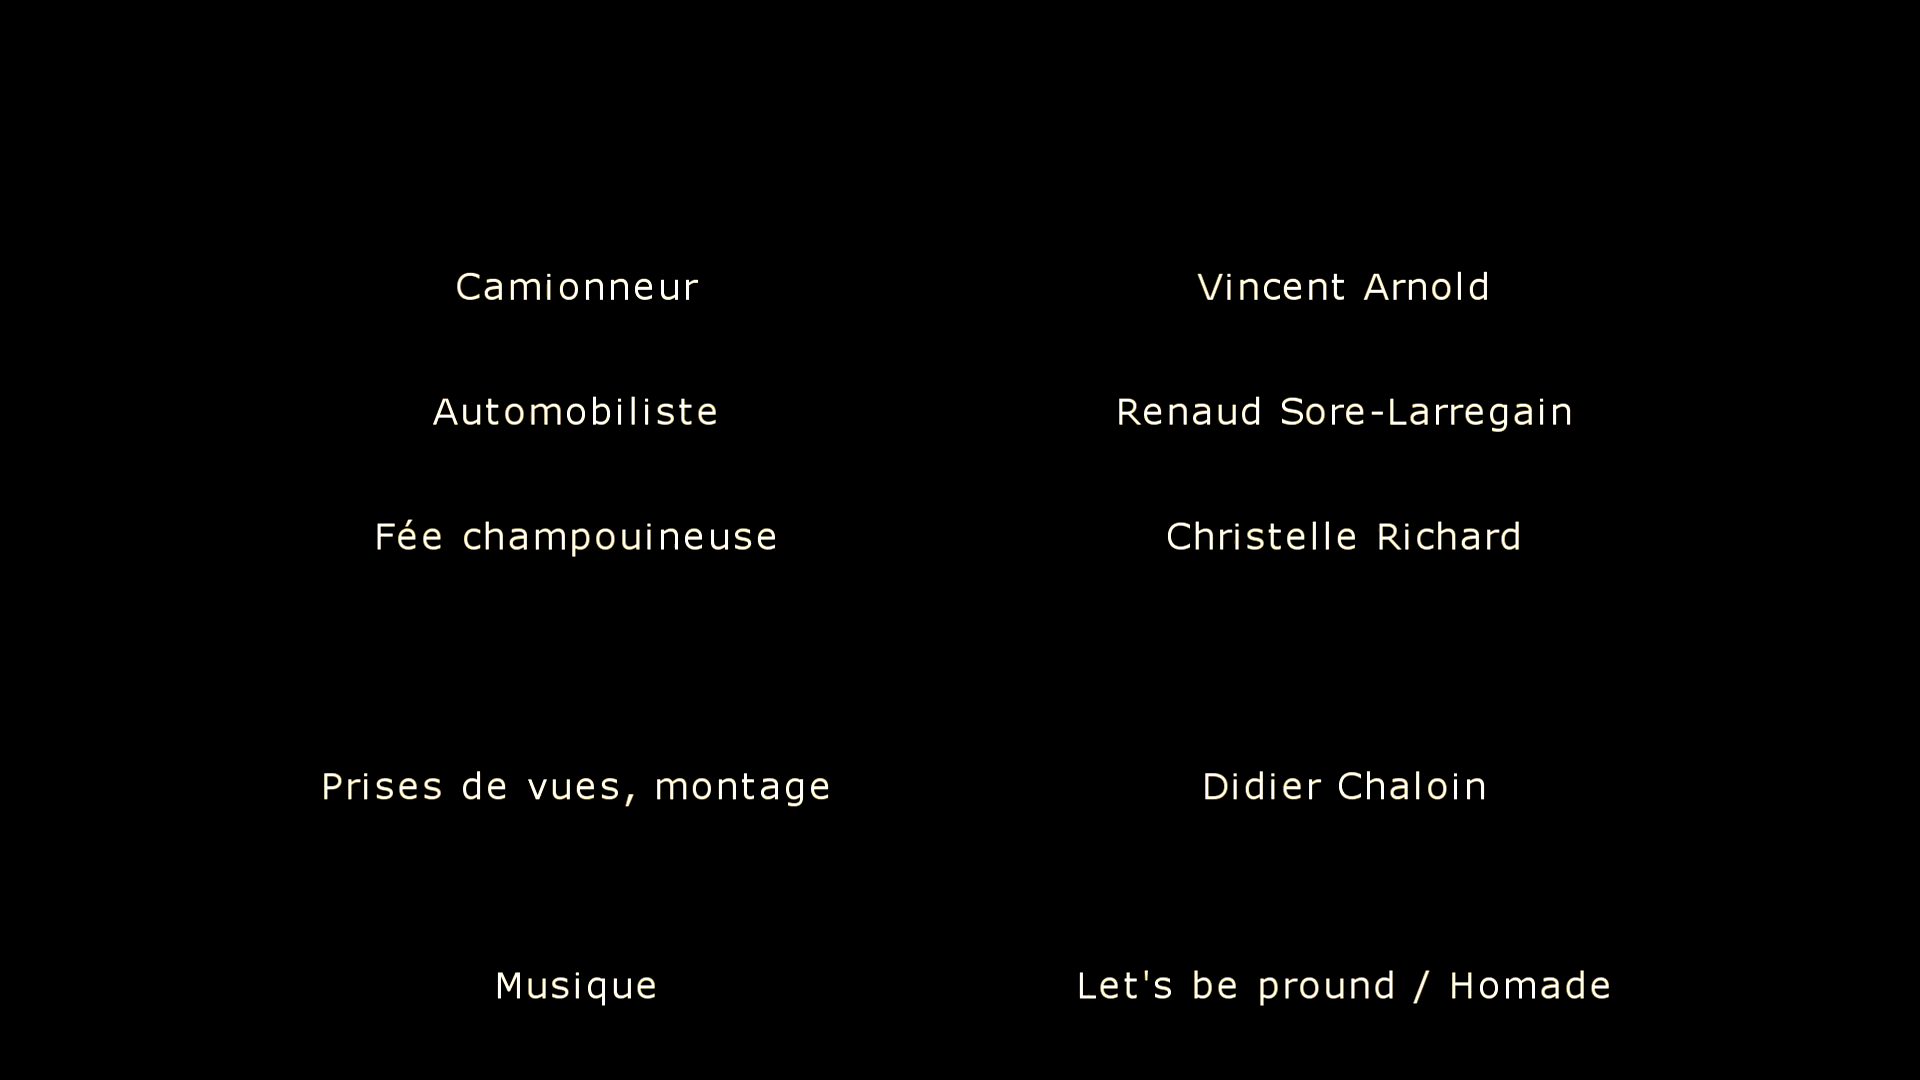 Camionneur Vincent Arnold
Automobiliste Renaud Sore-Larregain
Fée champouineuse Christelle Richard
Prises de vues, montage Didier Chaloin
Musique Let's be pround / Homade